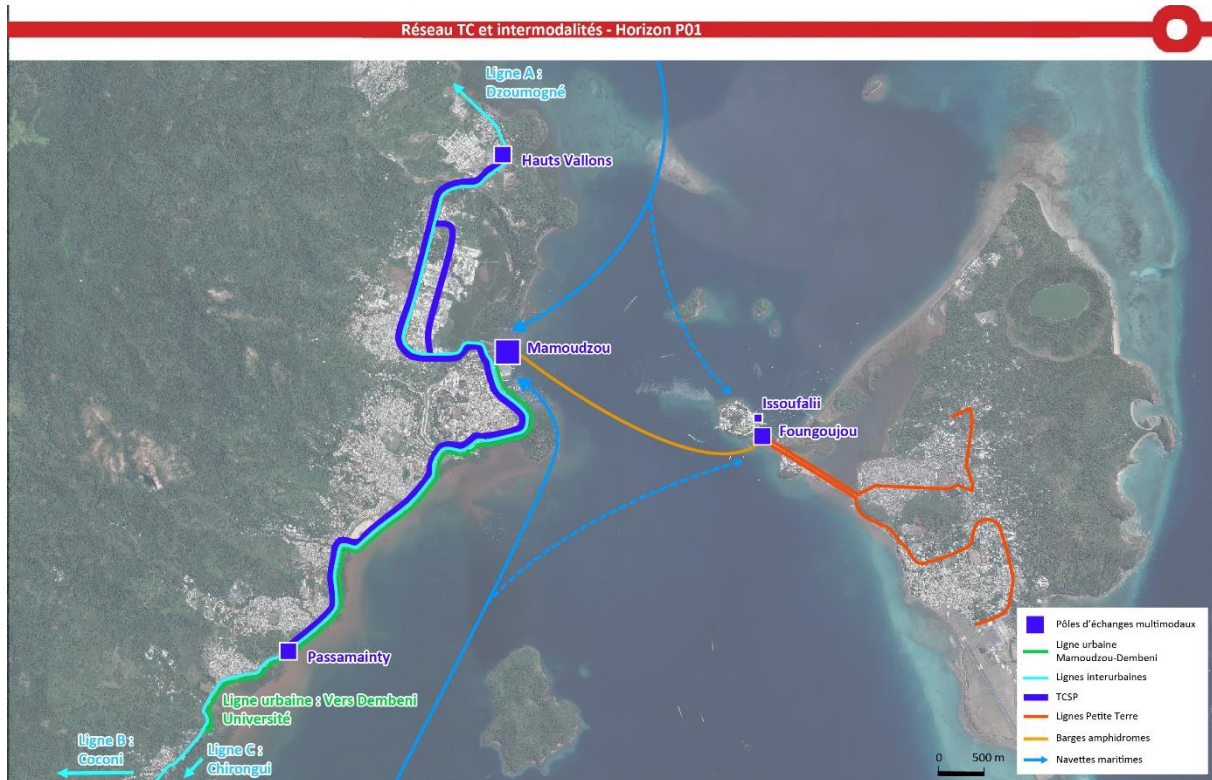 Réseau TC et intermodalités - Horizon P01
Ligne A :
Dzoumogné
Hauts Vallons
Mamoudzou
Issoufalii
Foungoujou
Passamainty
Ligne urbaine : Vers Dembeni
Université
Ligne B :
Coconi
Ligne C :
Chirongui
Pôles d'échanges multimodaux
Ligne urbaine
Mamoudzou-Dembeni
Lignes interurbaines
TCSP
Lignes Petite Terre
Barges amphidromes
Navettes maritimes
0 500 m